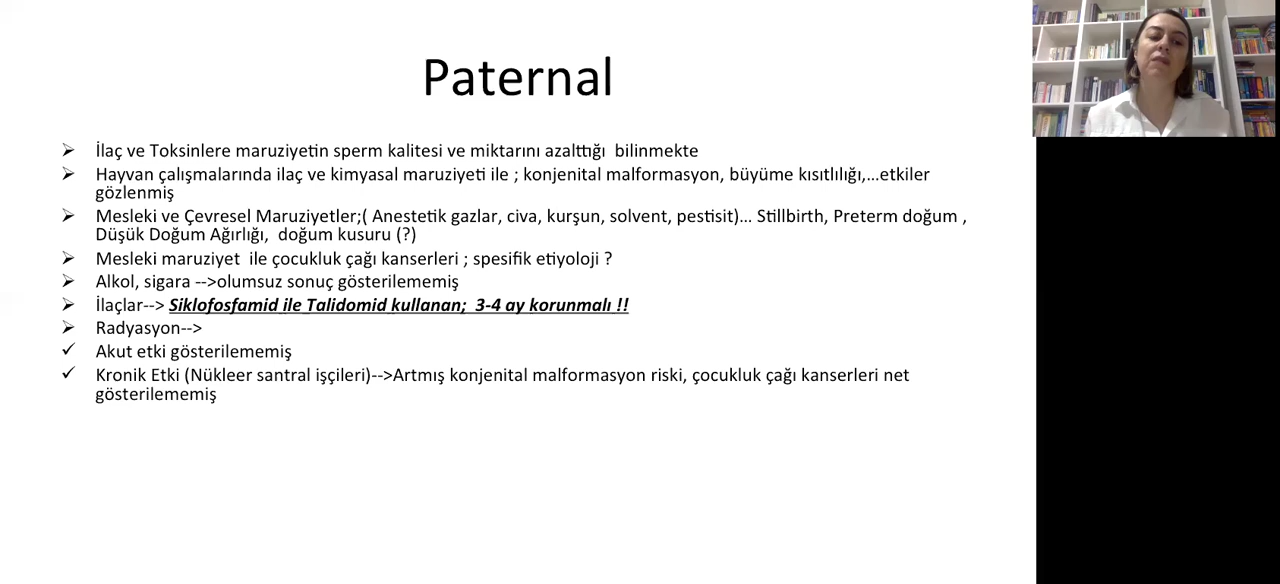 Paternal
İlaç ve Toksinlere maruziyetin sperm kalitesi ve miktarını azalttığı bilinmekte
Hayvan çalışmalarında ilaç ve kimyasal maruziyeti ile ; konjenital malformasyon, büyüme kısıtlılığı,...etkiler
gözlenmiş
Mesleki ve Çevresel Maruziyetler;( Anestetik gazlar, civa, kurşun, solvent, pestisit)... Stillbirth, Preterm doğum ,
Düşük Doğum Ağırlığı, doğum kusuru (?)
Mesleki maruziyet ile çocukluk çağı kanserleri ; spesifik etiyoloji ?
Alkol, sigara -->olumsuz sonuç gösterilememiş
İlaçlar--> Siklofosfamid ile Talidomid kullanan; 3-4 ay korunmalı !!
Radyasyon-->
Akut etki gösterilememiş
Kronik Etki (Nükleer santral işçileri)-->Artmış konjenital malformasyon riski, çocukluk çağı kanserleri net
gösterilememiş